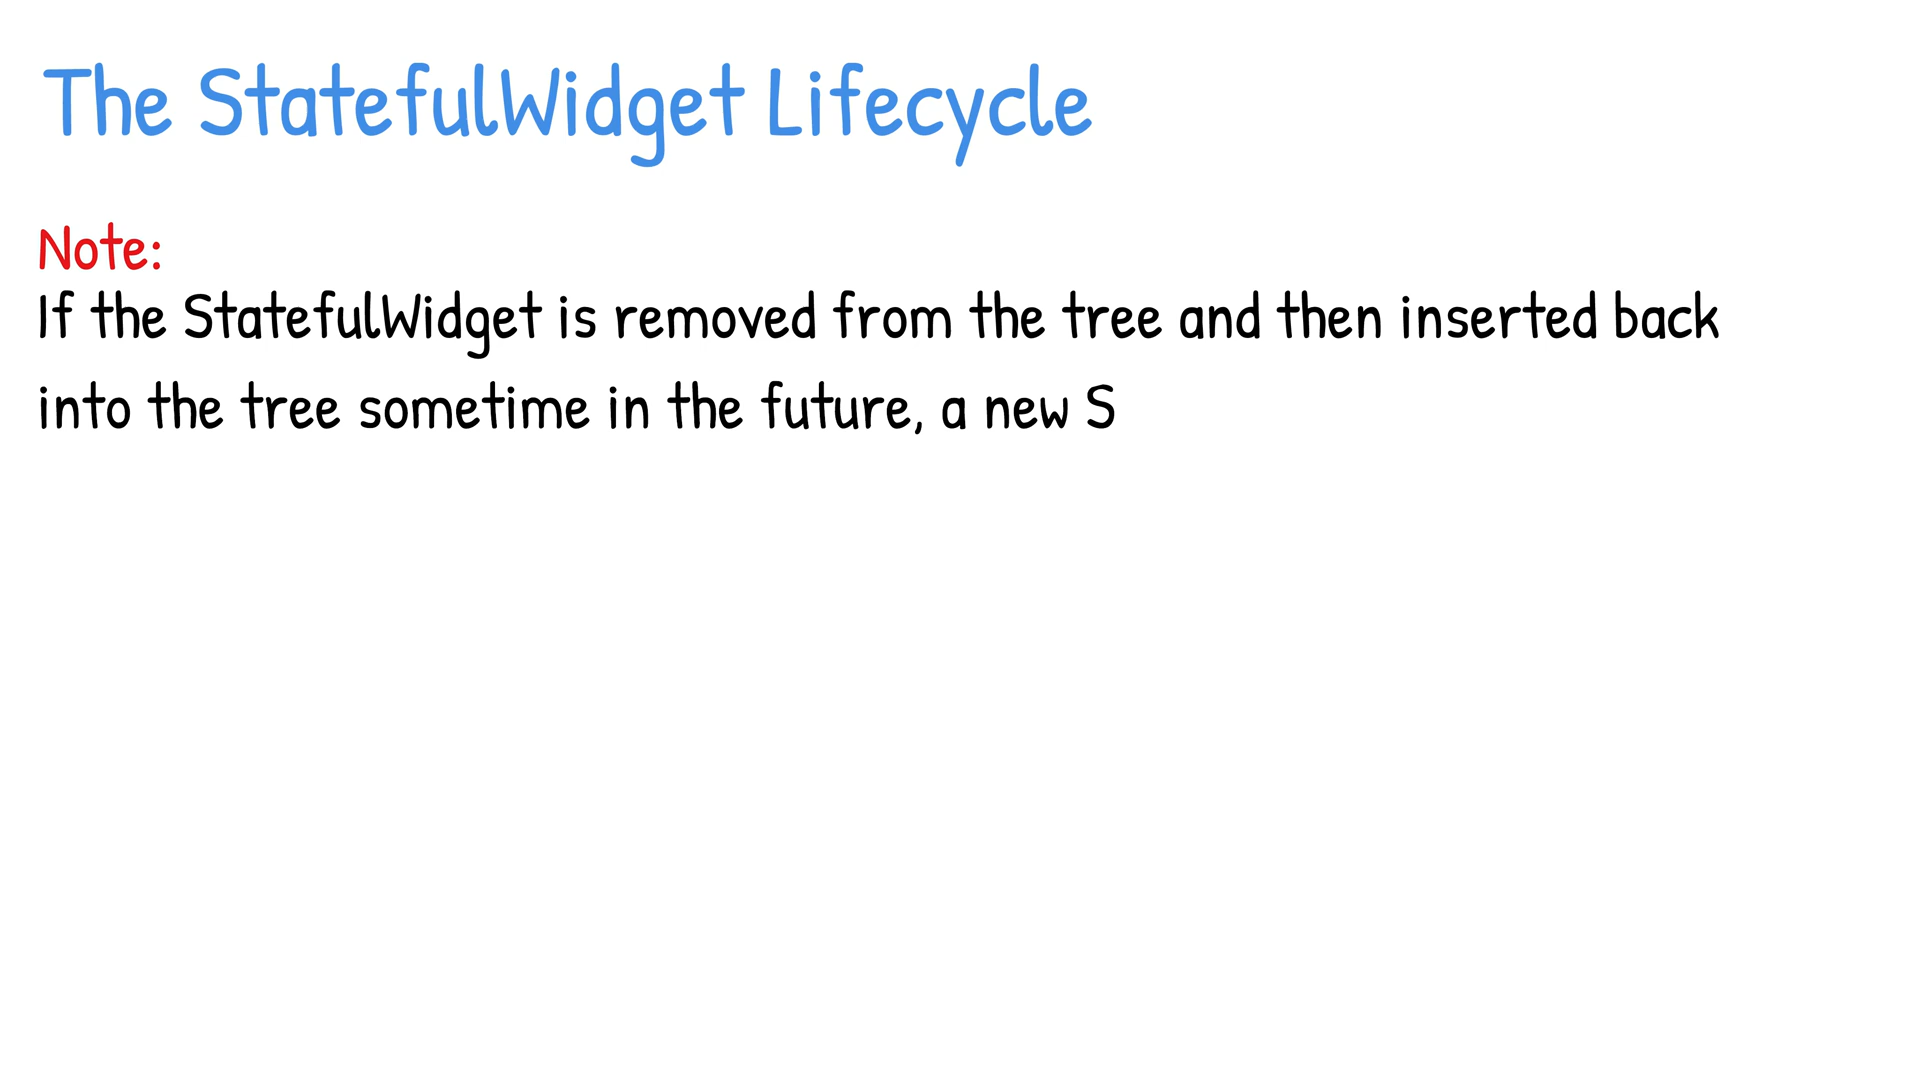 The StatefulWidget Lifecycle
Note:
If the StatefulWidget is removed from the tree and then inserted back
into the tree sometime in the future, a new S